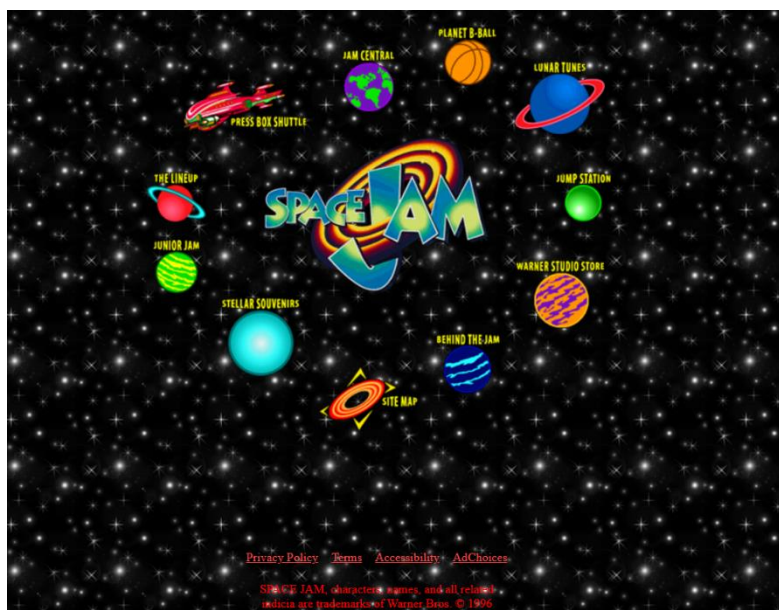 PLANET B-BALL
JAM CENTRAL
LUNAR TUNES
PRESS BOX SHUTTLE
THE LINEUP
SPACE JAM
JUMP STATION
JUNIOR JAM
WARNER STUDIO STORE
STELLAR SOUVENIRS
BEHIND THE JAM
SITE MAP
Privacy Policy Terms Accessibility AdChoices
SPACE JAM, characters, names, and all related
indicia are trademarks of Warner Bros. © 1996